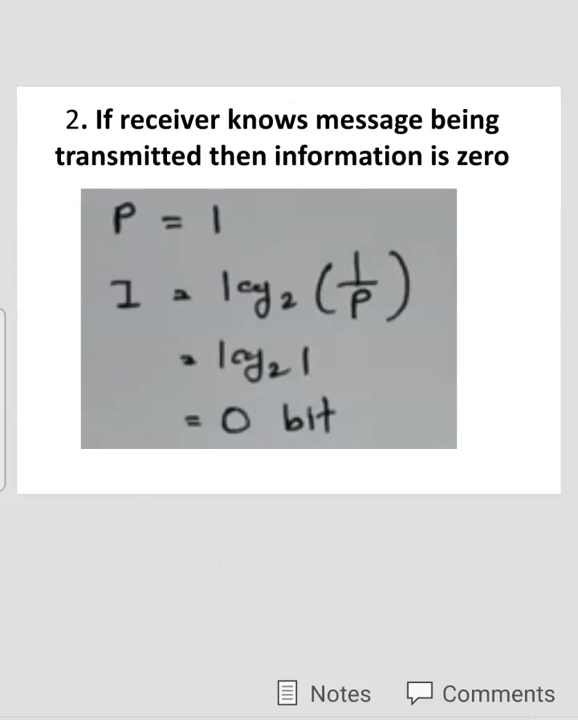 2. If receiver knows message being
transmitted then information is zero
P = 1
I = log₂ (1/P)
= log₂ 1
= 0 bit
Notes
Comments